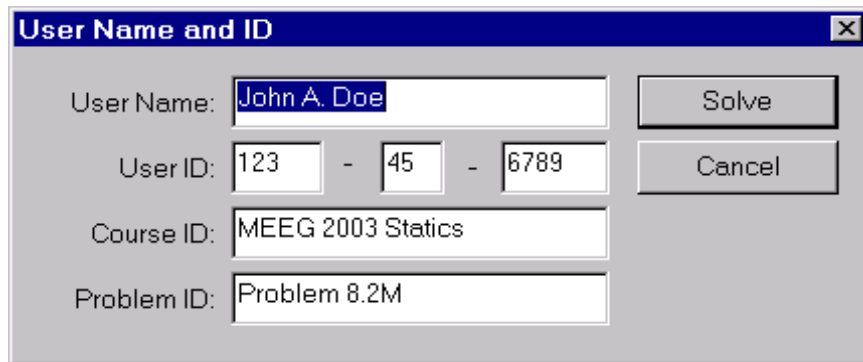 User Name and ID
User Name: John A. Doe Solve
User ID: 123 - 45 - 6789 Cancel
Course ID: MEEG 2003 Statics
Problem ID: Problem 8.2M